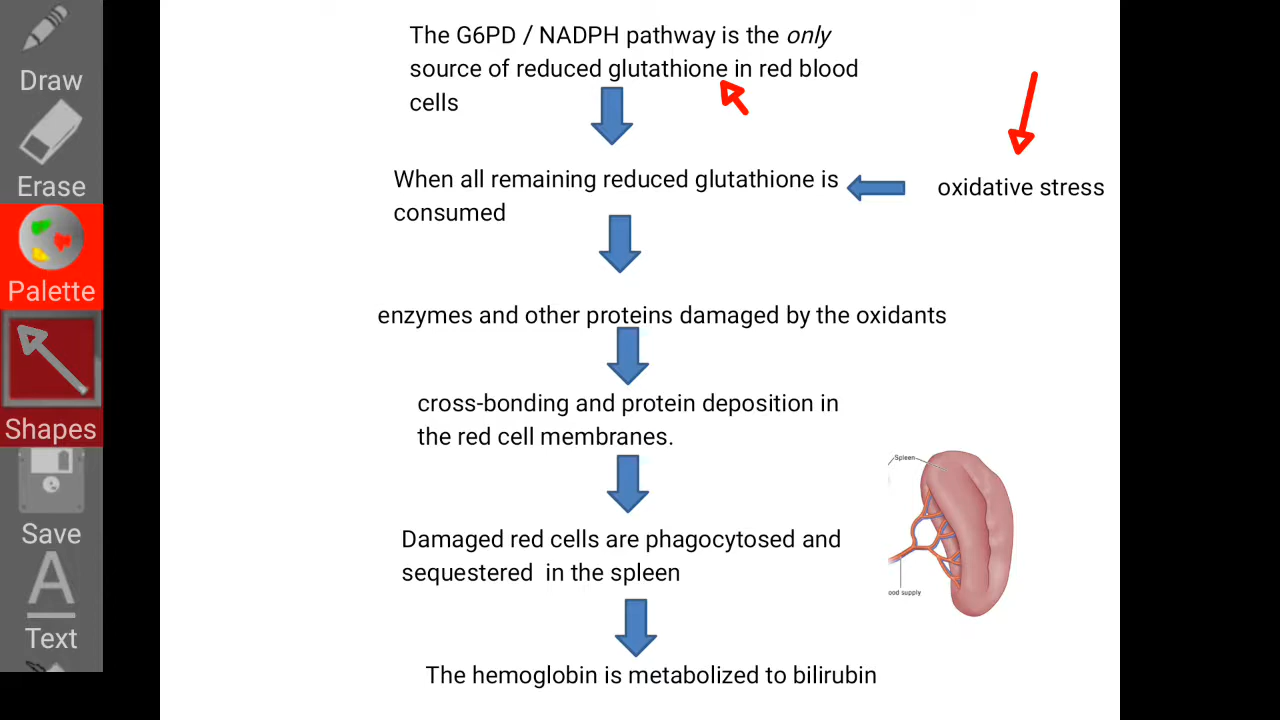 Draw
Erase
Palette
Shapes
Save
Text
The G6PD / NADPH pathway is the only
source of reduced glutathione in red blood
cells
When all remaining reduced glutathione is
consumed
oxidative stress
enzymes and other proteins damaged by the oxidants
cross-bonding and protein deposition in
the red cell membranes.
Spleen
Damaged red cells are phagocytosed and
sequestered in the spleen
ood supply
The hemoglobin is metabolized to bilirubin